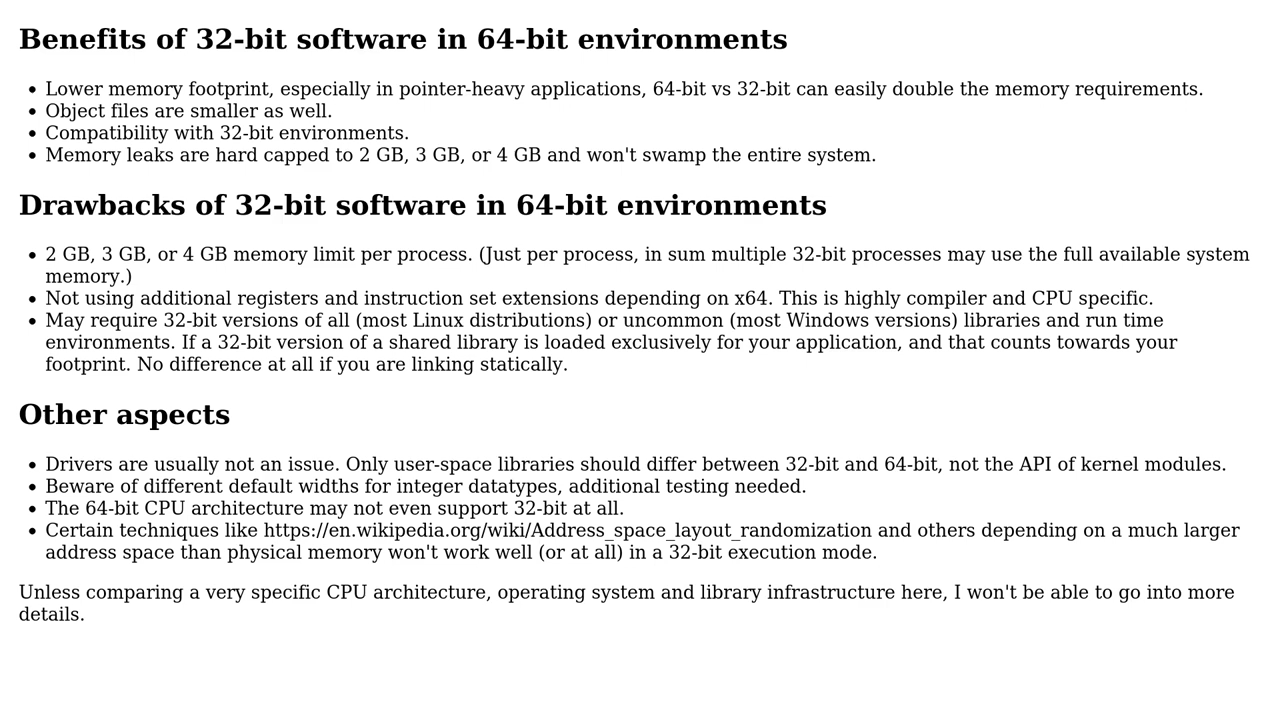 Benefits of 32-bit software in 64-bit environments
Lower memory footprint, especially in pointer-heavy applications, 64-bit vs 32-bit can easily double the memory requirements.
Object files are smaller as well.
Compatibility with 32-bit environments.
Memory leaks are hard capped to 2 GB, 3 GB, or 4 GB and won't swamp the entire system.
Drawbacks of 32-bit software in 64-bit environments
2 GB, 3 GB, or 4 GB memory limit per process. (Just per process, in sum multiple 32-bit processes may use the full available system
memory.)
Not using additional registers and instruction set extensions depending on x64. This is highly compiler and CPU specific.
May require 32-bit versions of all (most Linux distributions) or uncommon (most Windows versions) libraries and run time
environments. If a 32-bit version of a shared library is loaded exclusively for your application, and that counts towards your
footprint. No difference at all if you are linking statically.
Other aspects
Drivers are usually not an issue. Only user-space libraries should differ between 32-bit and 64-bit, not the API of kernel modules.
Beware of different default widths for integer datatypes, additional testing needed.
The 64-bit CPU architecture may not even support 32-bit at all.
Certain techniques like https://en.wikipedia.org/wiki/Address_space_layout_randomization and others depending on a much larger
address space than physical memory won't work well (or at all) in a 32-bit execution mode.
Unless comparing a very specific CPU architecture, operating system and library infrastructure here, I won't be able to go into more
details.